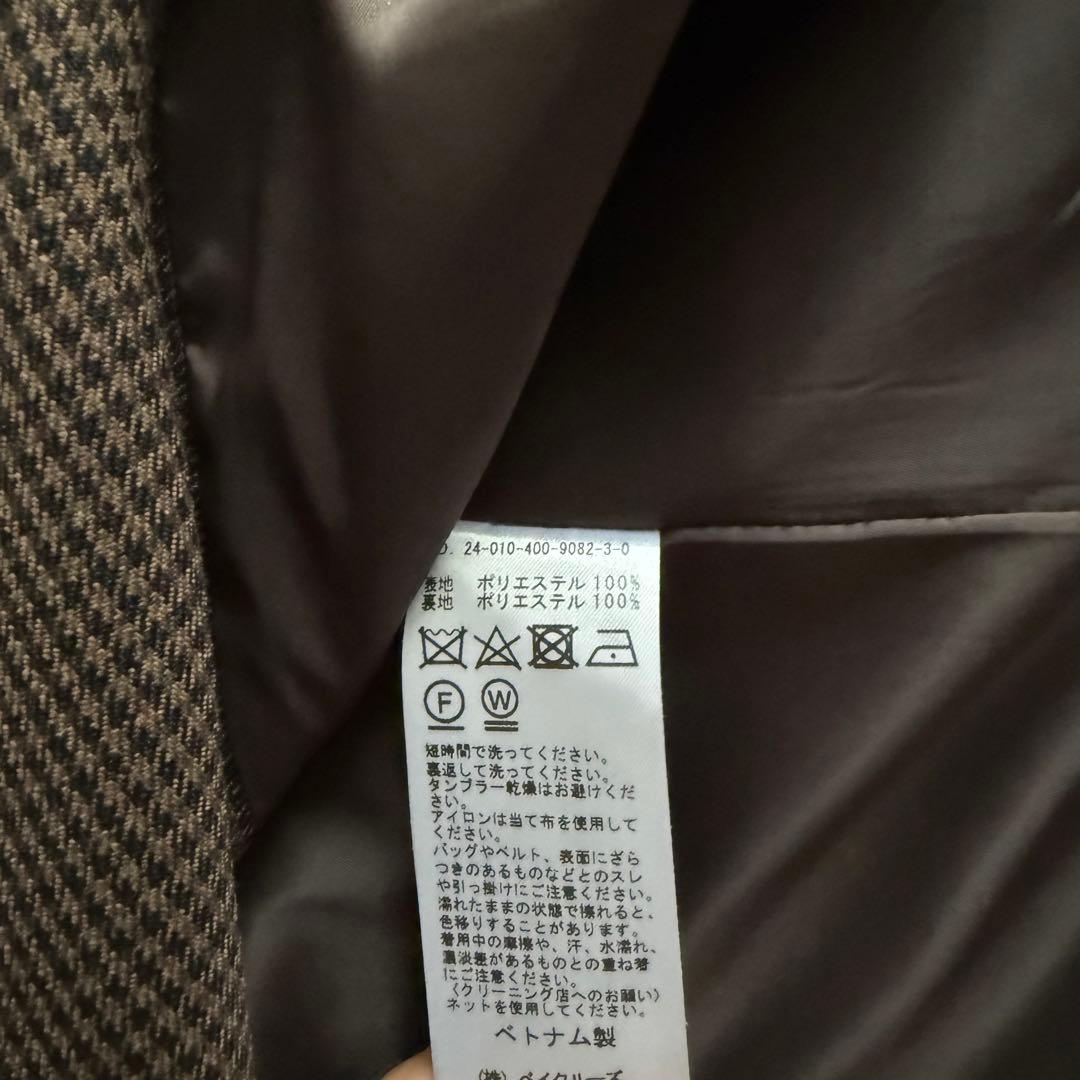 24-010-400-9082-3-0
表地 ポリエステル 100%
裏地 ポリエステル 100%
F W
短時間で洗ってください。
裏返して洗ってください。
タンブラー乾燥はお避けくだ
さい。
アイロンは当て布を使用して
ください。
バッグやベルト、表面にざら
つきのあるものなどとのスレ
や引っ掛けにご注意ください。
濡れたままの状態で擦れると、
色移りすることがあります。
着用中の摩擦や、汗、水濡れ、
濃淡差があるものとの重ね着
にご注意ください。
〈クリーニング店へのお願い〉
ネットを使用してください。
ベトナム製
(株) ベイクルーズ